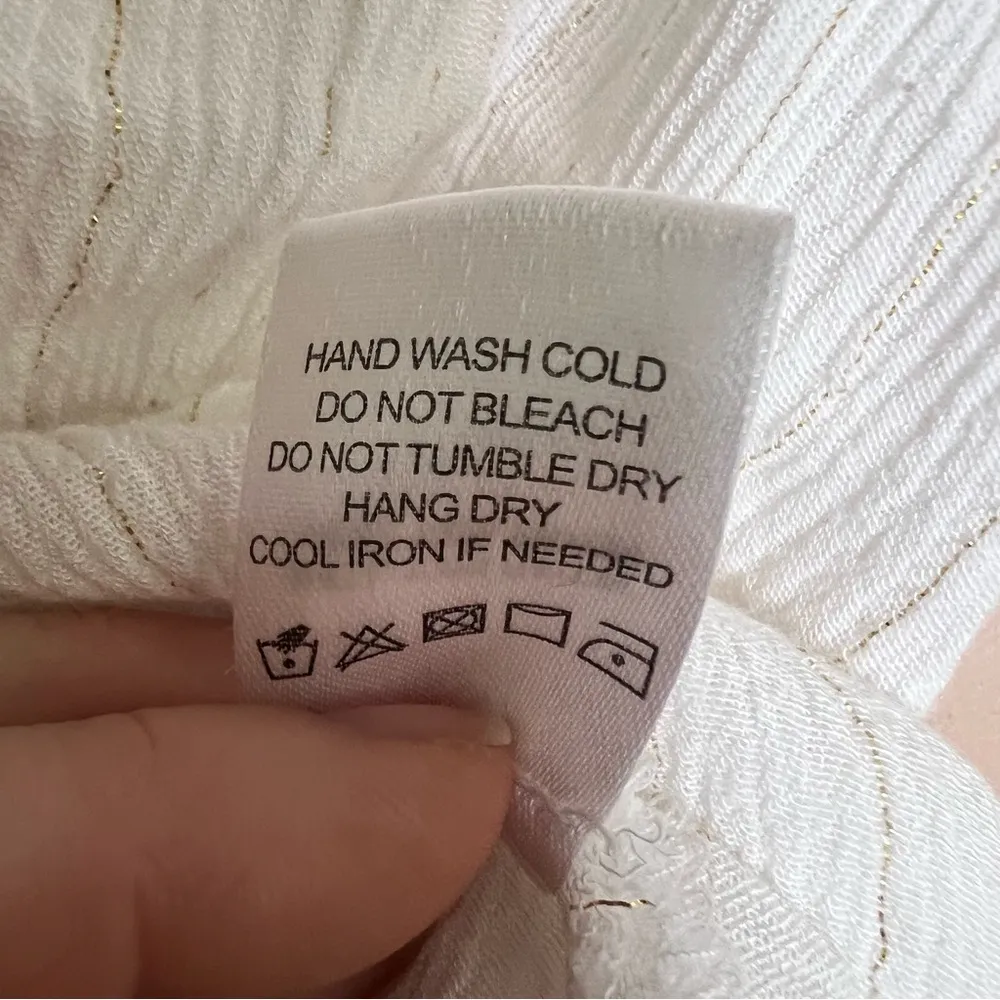 HAND WASH COLD
DO NOT BLEACH
DO NOT TUMBLE DRY
HANG DRY
COOL IRON IF NEEDED